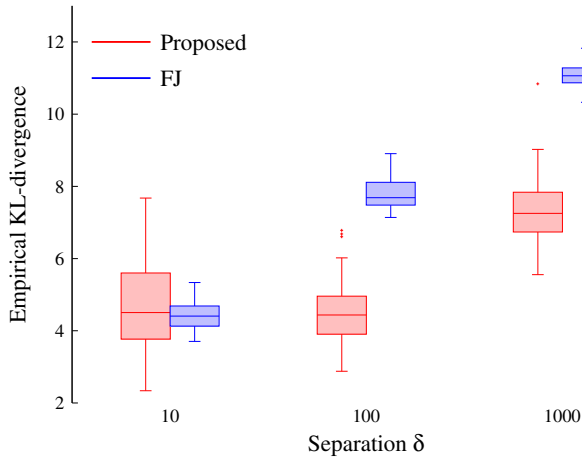 12
10
8
6
4
2
Empirical KL-divergence
Proposed
FJ
10
100
1000
Separation δ